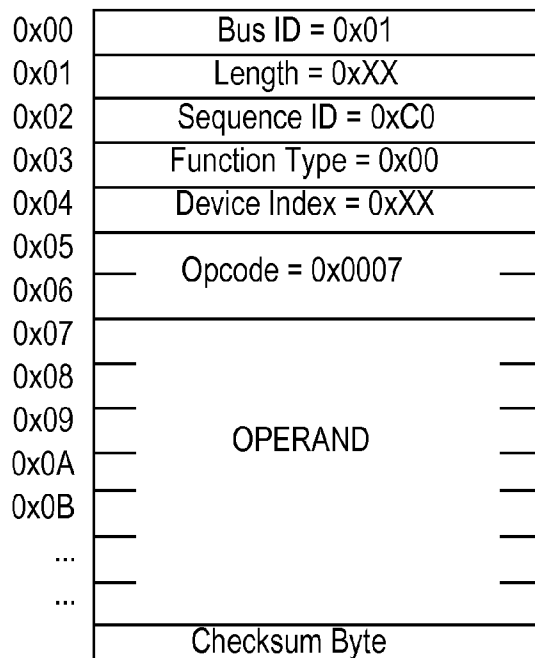 0x00 Bus ID = 0x01
0x01 Length = 0xXX
0x02 Sequence ID = 0xC0
0x03 Function Type = 0x00
0x04 Device Index = 0xXX
0x05
Opcode = 0x0007
0x06
0x07
0x08
0x09
OPERAND
0x0A
0x0B
...
...
Checksum Byte